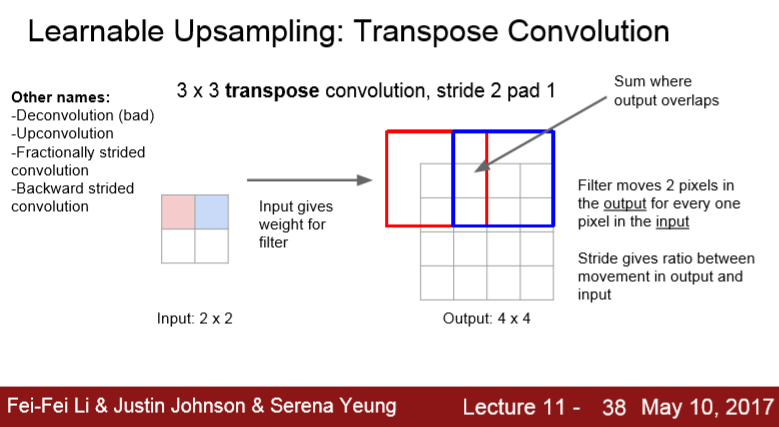 Learnable Upsampling: Transpose Convolution
Other names:
-Deconvolution (bad)
-Upconvolution
-Fractionally strided
convolution
-Backward strided
convolution
3 x 3 transpose convolution, stride 2 pad 1
Sum where
output overlaps
Input gives
weight for
filter
Filter moves 2 pixels in
the output for every one
pixel in the input
Stride gives ratio between
movement in output and
input
Input: 2 x 2
Output: 4 x 4
Fei-Fei Li & Justin Johnson & Serena Yeung
Lecture 11 - 38 May 10, 2017